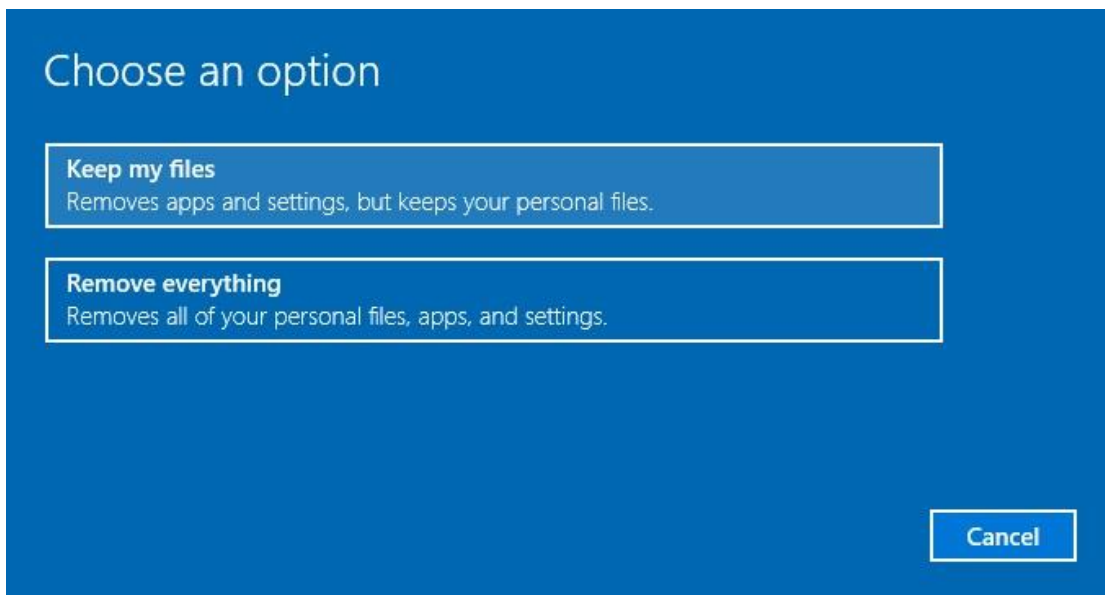 Choose an option
Keep my files
Removes apps and settings, but keeps your personal files.
Remove everything
Removes all of your personal files, apps, and settings.
Cancel